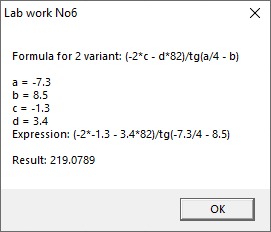 Lab work No6
Formula for 2 variant: (-2*c - d*82)/tg(a/4 - b)
a = -7.3
b = 8.5
c = -1.3
d = 3.4
Expression: (-2*-1.3 - 3.4*82)/tg(-7.3/4 - 8.5)
Result: 219.0789
OK